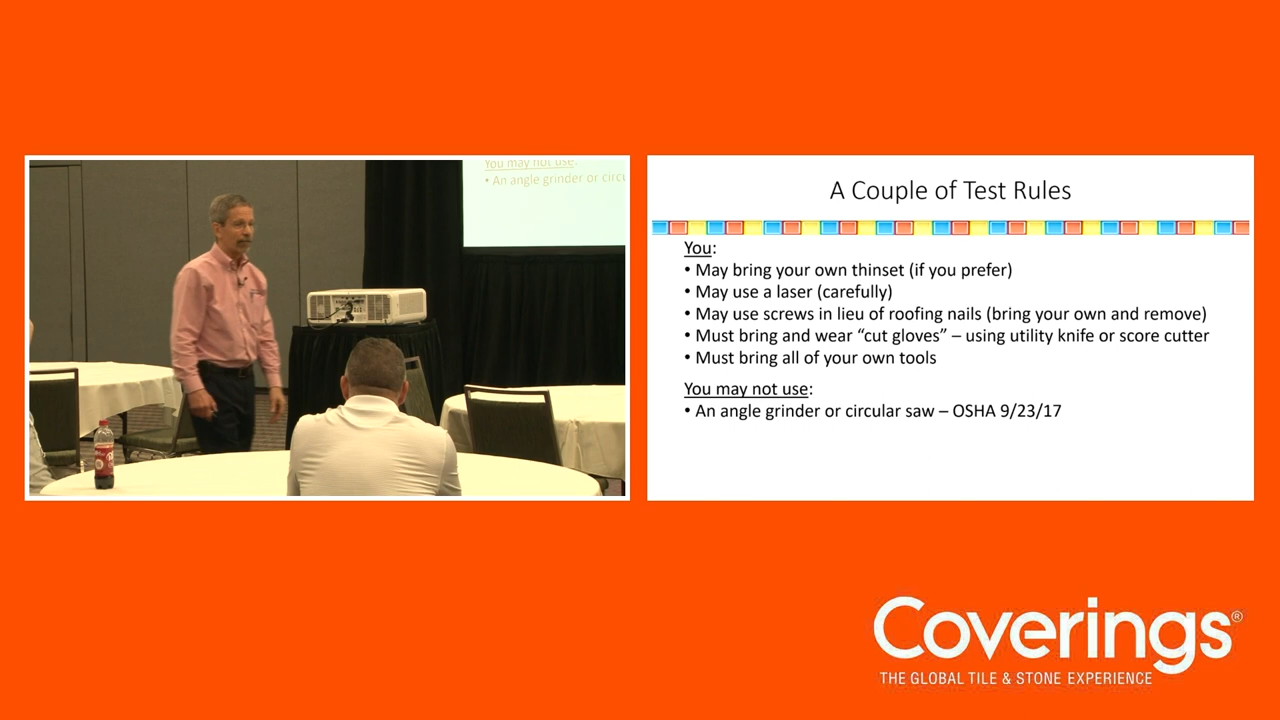 You may not use:
• An angle grinder or circu
A Couple of Test Rules
You:
• May bring your own thinset (if you prefer)
• May use a laser (carefully)
• May use screws in lieu of roofing nails (bring your own and remove)
• Must bring and wear “cut gloves” – using utility knife or score cutter
• Must bring all of your own tools
You may not use:
• An angle grinder or circular saw – OSHA 9/23/17
Coverings®
THE GLOBAL TILE & STONE EXPERIENCE